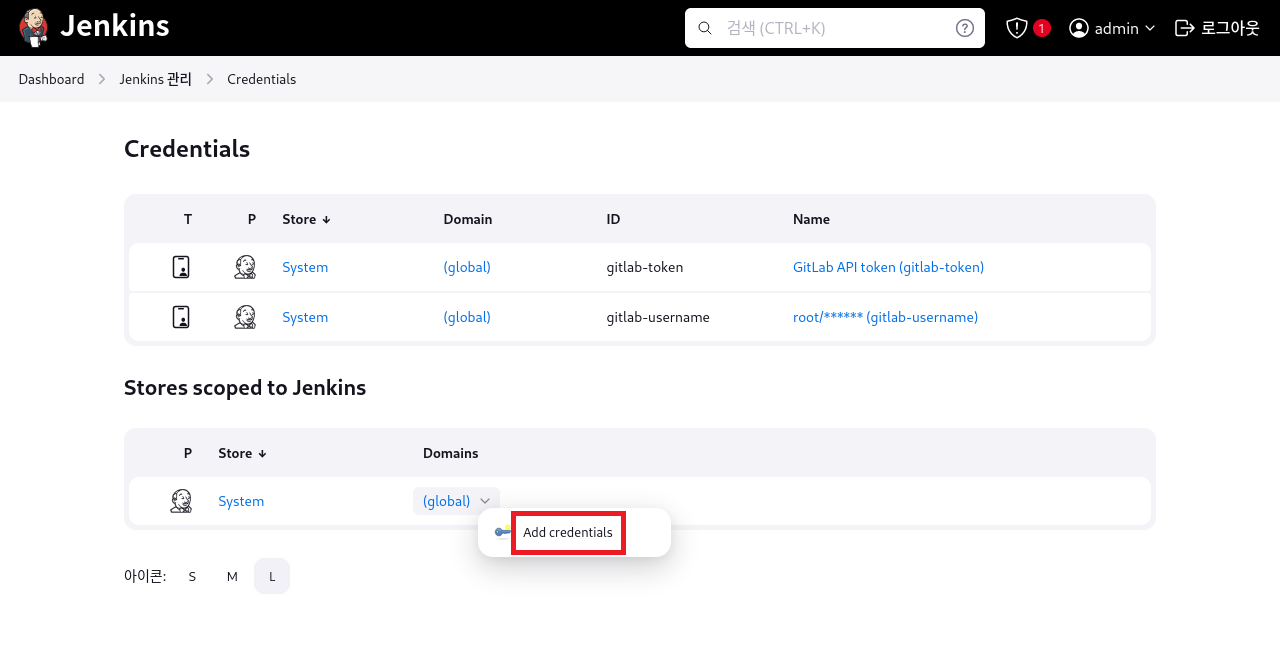 Jenkins
검색 (CTRL+K)
1
admin
로그아웃
Dashboard
Jenkins 관리
Credentials
Credentials
T P Store ↓ Domain ID Name
System (global) gitlab-token GitLab API token (gitlab-token)
System (global) gitlab-username root/****** (gitlab-username)
Stores scoped to Jenkins
P Store ↓ Domains
System (global)
Add credentials
아이콘: S M L